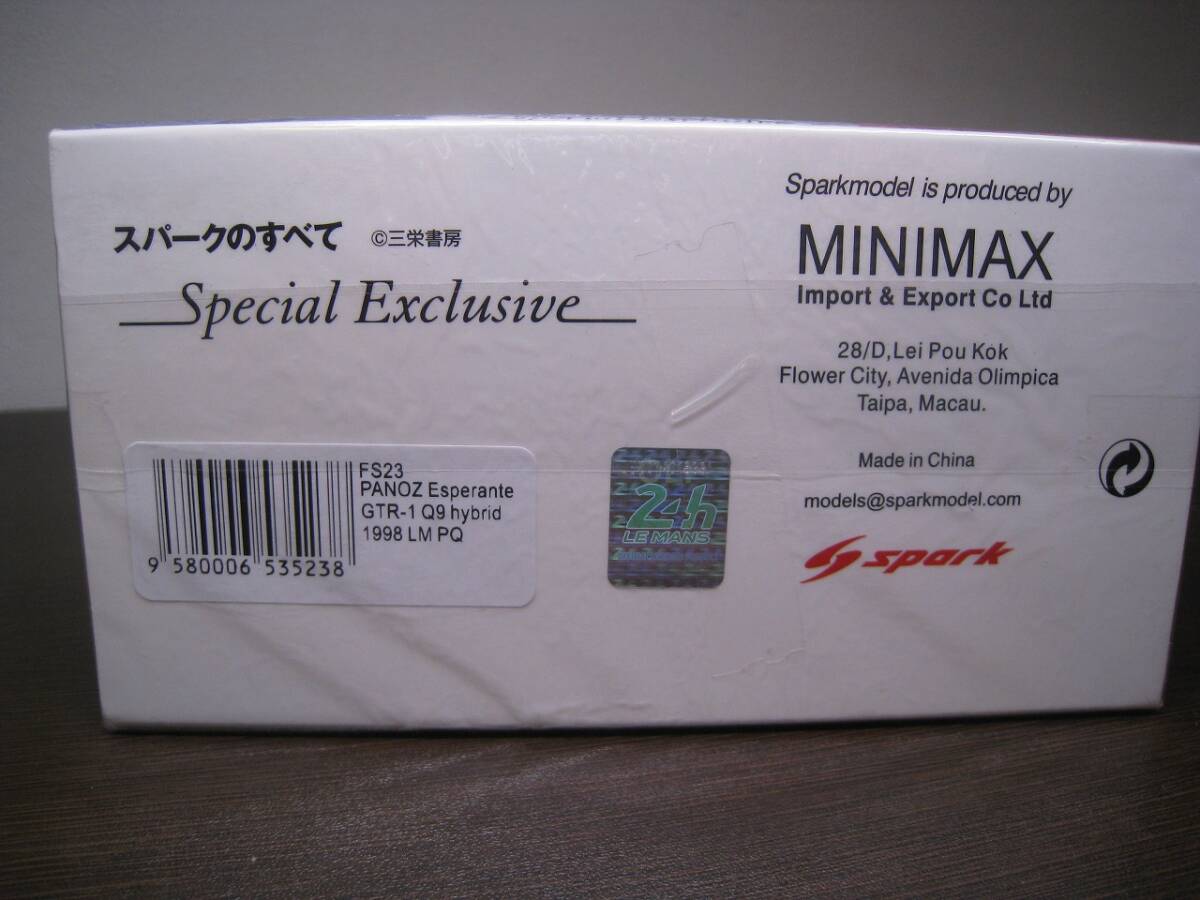 スパークのすべて ©三栄書房
Special Exclusive
Sparkmodel is produced by
MINIMAX
Import & Export Co Ltd
28/D,Lei Pou Kok
Flower City, Avenida Olimpica
Taipa, Macau.
Made in China
models@sparkmodel.com
spark
FS23
PANOZ Esperante
GTR-1 Q9 hybrid
1998 LM PQ
9 580006 535238
24h
LE MANS